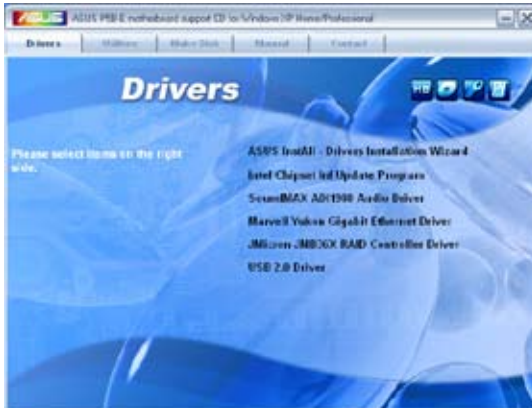 ASUS
ASUS P5B-E motherboard support CD for Windows XP Home/Professional
Drivers
Utilities
Make Disk
Manual
Contact
Drivers
Please select items on the right
side.
ASUS InstAll - Drivers Installation Wizard
Intel Chipset Inf Update Program
SoundMAX ADI1988 Audio Driver
Marvell Yukon Gigabit Ethernet Driver
JMicron JMB36X RAID Controller Driver
USB 2.0 Driver